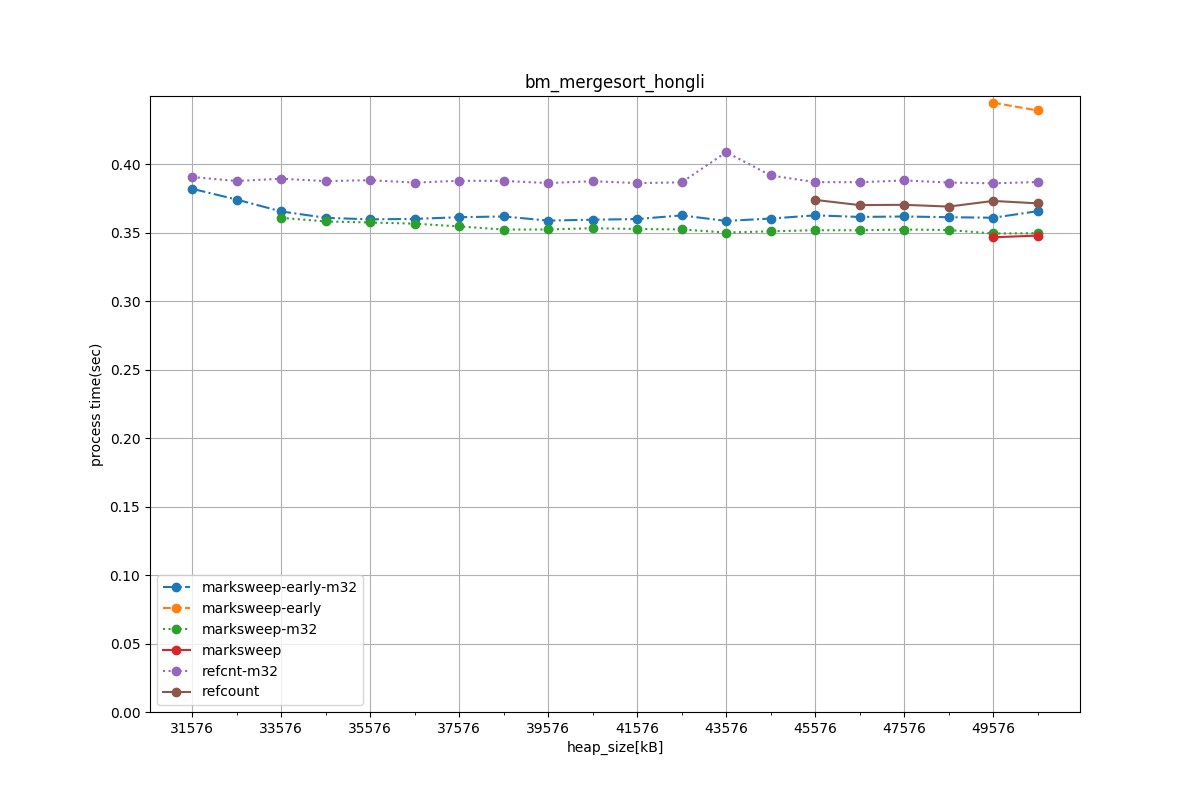 bm_mergesort_hongli
process time(sec)
0.40
0.35
0.30
0.25
0.20
0.15
0.10
0.05
0.00
marksweep-early-m32
marksweep-early
marksweep-m32
marksweep
refcnt-m32
refcount
31576 33576 35576 37576 39576 41576 43576 45576 47576 49576
heap_size[kB]